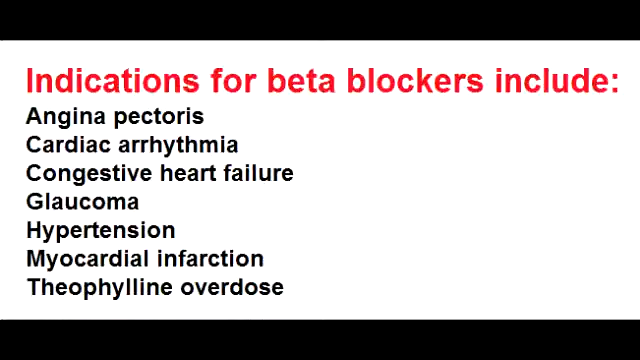 Indications for beta blockers include:
Angina pectoris
Cardiac arrhythmia
Congestive heart failure
Glaucoma
Hypertension
Myocardial infarction
Theophylline overdose